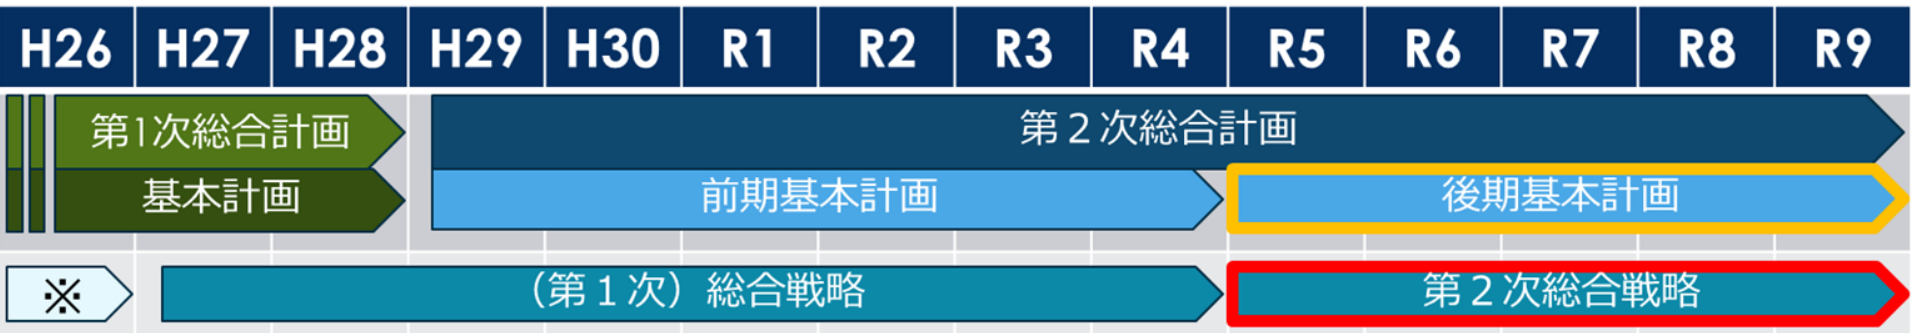 H26 H27 H28 H29 H30 R1 R2 R3 R4 R5 R6 R7 R8 R9
第1次総合計画 第２次総合計画
基本計画 前期基本計画 後期基本計画
※ （第１次）総合戦略 第２次総合戦略